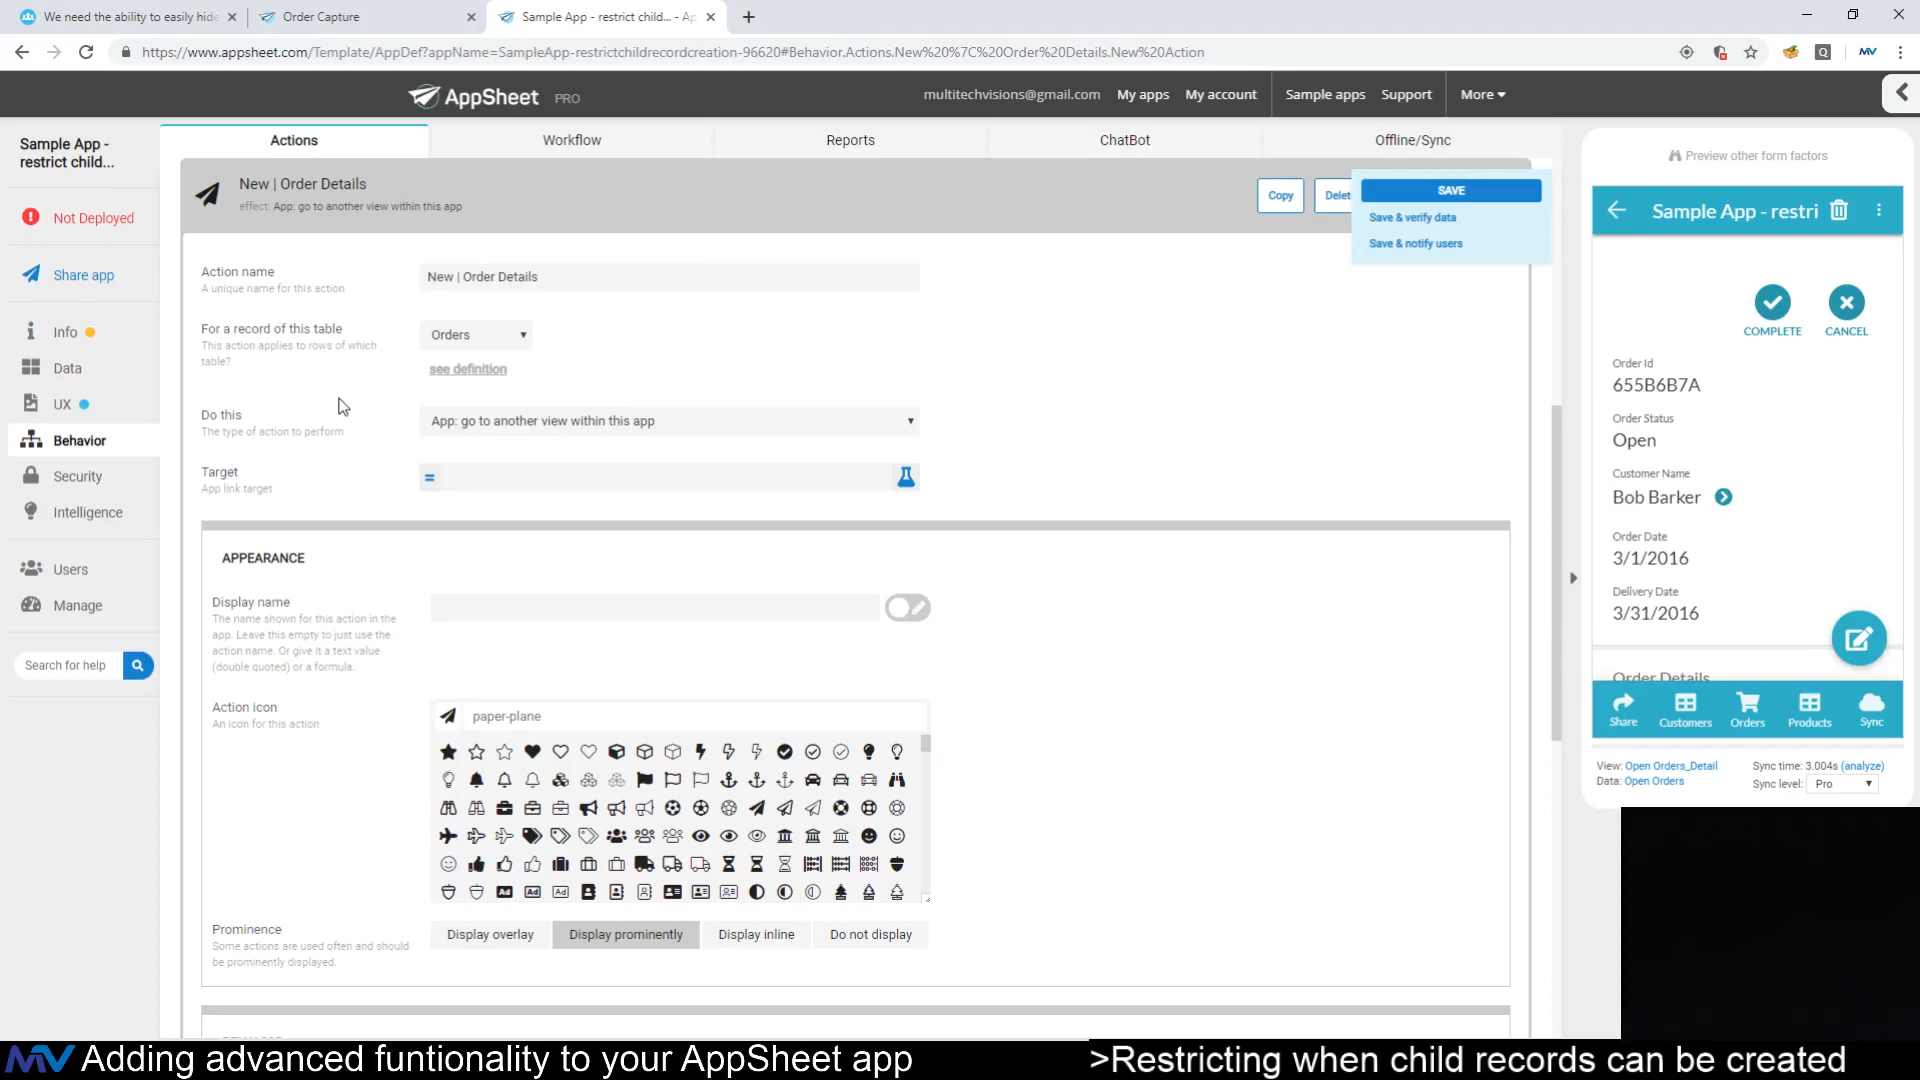 We need the ability to easily hide
Order Capture
Sample App - restrict child... - Ap
https://www.appsheet.com/Template/AppDef?appName=SampleApp-restrictchildrecordcreation-96620#Behavior.Actions.New%20%7C%20Order%20Details.New%20Action
AppSheet PRO
multitechvisions@gmail.com
My apps
My account
Sample apps
Support
More
Sample App -
restrict child...
Not Deployed
Share app
Info
Data
UX
Behavior
Security
Intelligence
Users
Manage
Search for help
Actions
Workflow
Reports
ChatBot
Offline/Sync
New | Order Details
effect: App: go to another view within this app
Copy
Delet
SAVE
Save & verify data
Save & notify users
Action name
A unique name for this action
New | Order Details
For a record of this table
This action applies to rows of which
table?
Orders
see definition
Do this
The type of action to perform
App: go to another view within this app
Target
App link target
=
APPEARANCE
Display name
The name shown for this action in the
app. Leave this empty to just use the
action name. Or give it a text value
(double quoted) or a formula.
Action icon
An icon for this action
paper-plane
Ad Ad Ad
Prominence
Some actions are used often and should
be prominently displayed.
Display overlay
Display prominently
Display inline
Do not display
Preview other form factors
Sample App - restri
COMPLETE
CANCEL
Order Id
655B6B7A
Order Status
Open
Customer Name
Bob Barker
Order Date
3/1/2016
Delivery Date
3/31/2016
Order Details
Share
Customers
Orders
Products
Sync
View: Open Orders_Detail
Data: Open Orders
Sync time: 3.004s (analyze)
Sync level: Pro
MV Adding advanced funtionality to your AppSheet app
>Restricting when child records can be created